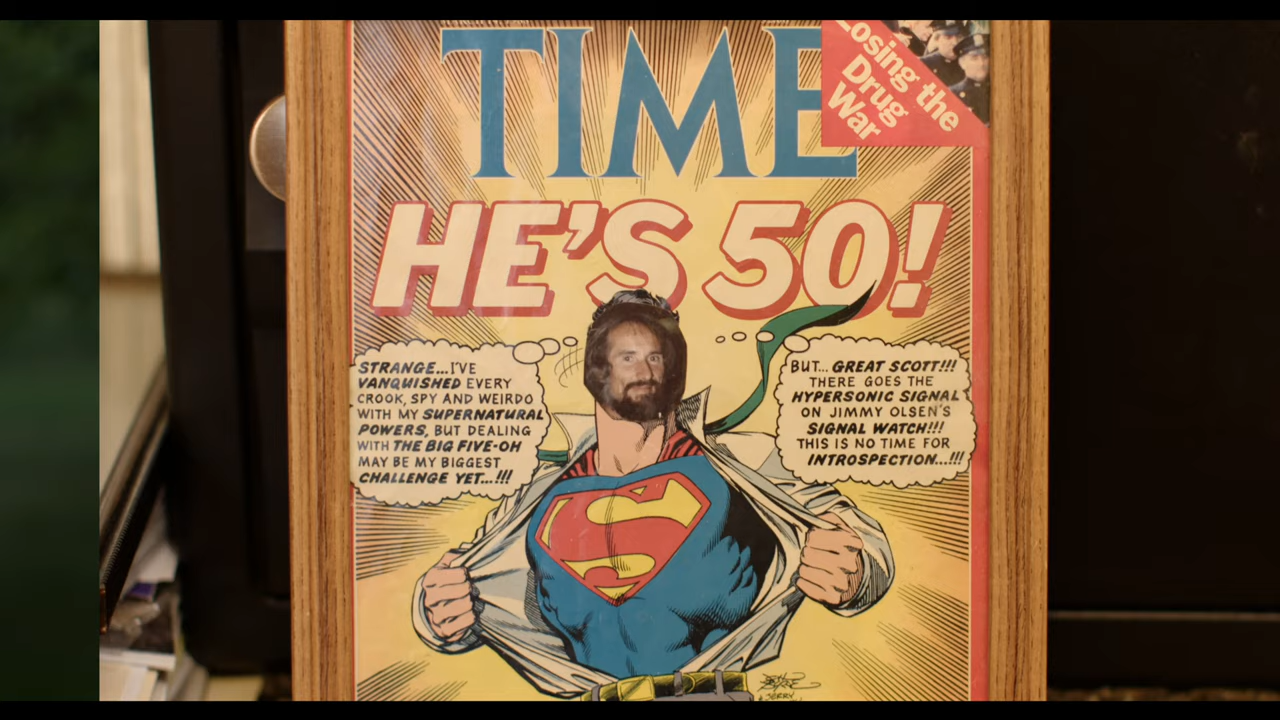 TIME
Losing the
Drug
War
HE'S 50!
STRANGE...I'VE
VANQUISHED EVERY
CROOK, SPY AND WEIRDO
WITH MY SUPERNATURAL
POWERS, BUT DEALING
WITH THE BIG FIVE-OH
MAY BE MY BIGGEST
CHALLENGE YET...!!!
BUT... GREAT SCOTT!!!
THERE GOES THE
HYPERSONIC SIGNAL
ON JIMMY OLSEN'S
SIGNAL WATCH!!!
THIS IS NO TIME FOR
INTROSPECTION...!!!
S
JERRY